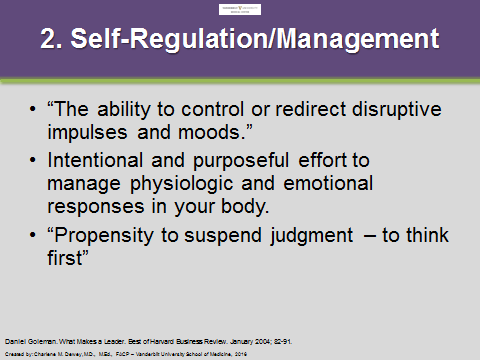 2. Self-Regulation/Management
• “The ability to control or redirect disruptive
impulses and moods.”
• Intentional and purposeful effort to
manage physiologic and emotional
responses in your body.
• “Propensity to suspend judgment – to think
first”
Daniel Goleman. What Makes a Leader. Best of Harvard Business Review. January 2004; 82-91.
Created by: Charlene M. Dewey, M.D., M.Ed., FACP – Vanderbilt University School of Medicine, 2016